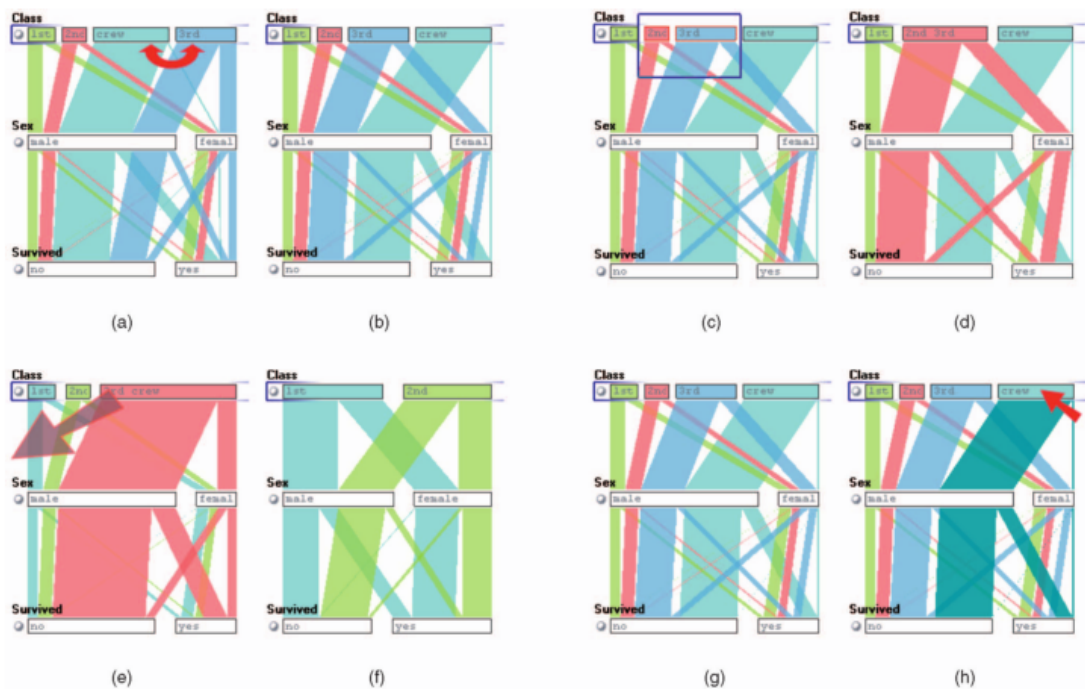 Class
1st 2nd crew 3rd
Sex
male femal
Survived
no yes
(a)
Class
1st 2nd 3rd crew
Sex
male femal
Survived
no yes
(b)
Class
1st 2nd 3rd crew
Sex
male femal
Survived
no yes
(c)
Class
1st 2nd 3rd crew
Sex
male femal
Survived
no yes
(d)
Class
1st 2nd 3rd crew
Sex
male femal
Survived
no yes
(e)
Class
1st 2nd
Sex
male female
Survived
no yes
(f)
Class
1st 2nd 3rd crew
Sex
male femal
Survived
no yes
(g)
Class
1st 2nd 3rd crew
Sex
male femal
Survived
no yes
(h)